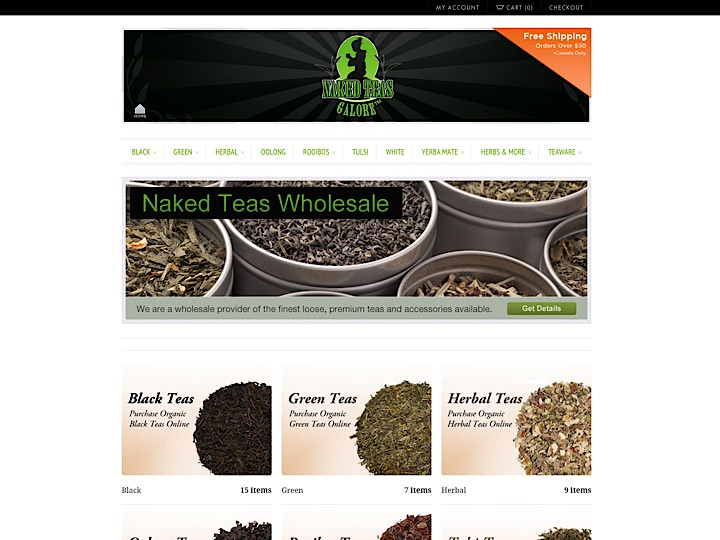 MY ACCOUNT CART (0) CHECKOUT
Free Shipping
Orders Over $50
*Canada Only
NAKED TEAS
GALORE™
HOME
BLACK GREEN HERBAL OOLONG ROOIBOS TULSI WHITE YERBA MATE HERBS & MORE TEAWARE
Naked Teas Wholesale
We are a wholesale provider of the finest loose, premium teas and accessories available. Get Details
Black Teas
Purchase Organic
Black Teas Online
Green Teas
Purchase Organic
Green Teas Online
Herbal Teas
Purchase Organic
Herbal Teas Online
Black 15 items
Green 7 items
Herbal 9 items